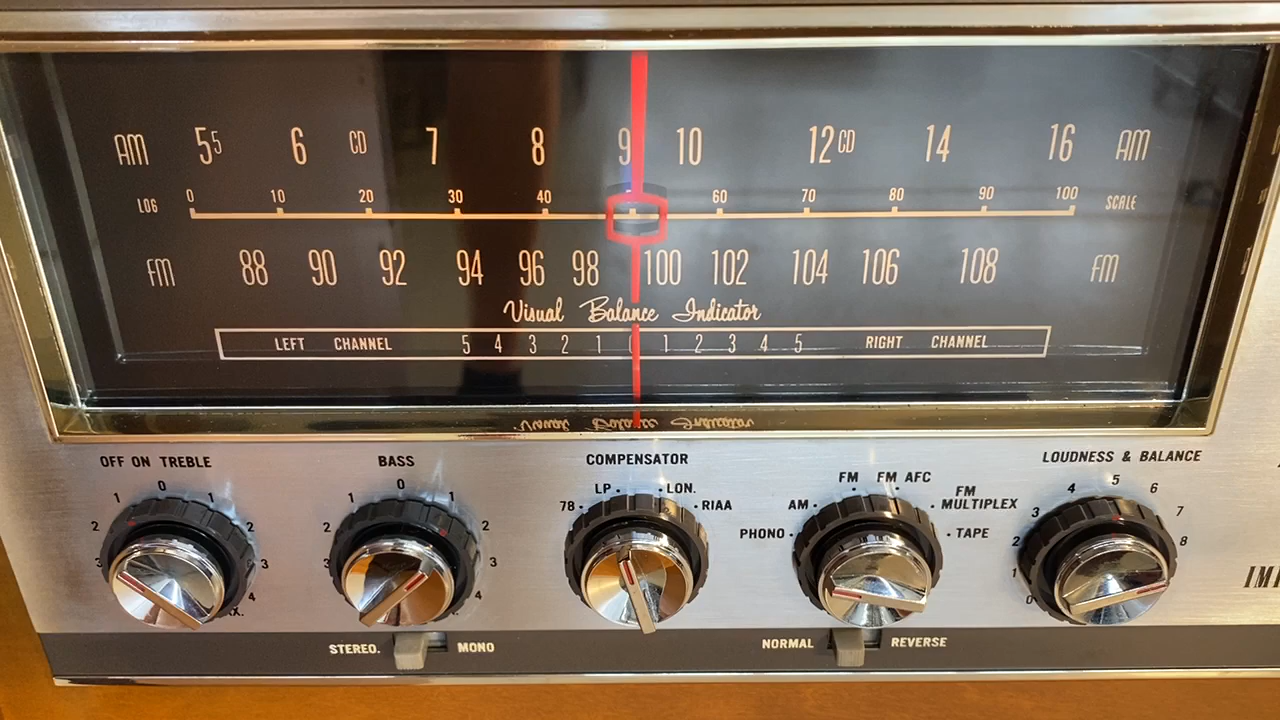 AM 5 5 6 CD 7 8 9 10 12 CD 14 16 AM
LOG 0 10 20 30 40 60 70 80 90 100 SCALE
FM 88 90 92 94 96 98 100 102 104 106 108 FM
Visual Balance Indicator
LEFT CHANNEL 5 4 3 2 1 1 2 3 4 5 RIGHT CHANNEL
OFF ON TREBLE
1 0 1
2 2
3 3
4
BASS
1 0 1
2 2
3 3
4
COMPENSATOR
LP LON.
78 RIAA
FM FM AFC
AM FM MULTIPLEX
PHONO TAPE
LOUDNESS & BALANCE
4 5 6
3 7
2 8
1
0
STEREO. MONO
NORMAL REVERSE